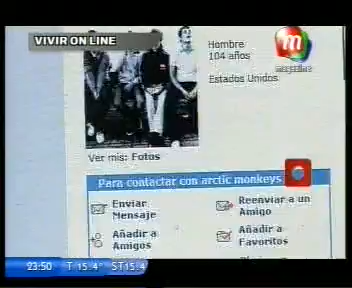 VIVIR ON LINE
m
magazine
Hombre
104 años
Estados Unidos
Ver mis: Fotos
Para contactar con arctic monkeys
Enviar Mensaje
Reenviar a un Amigo
Añadir a Amigos
Añadir a Favoritos
23:50 T 15.4° ST 15.4